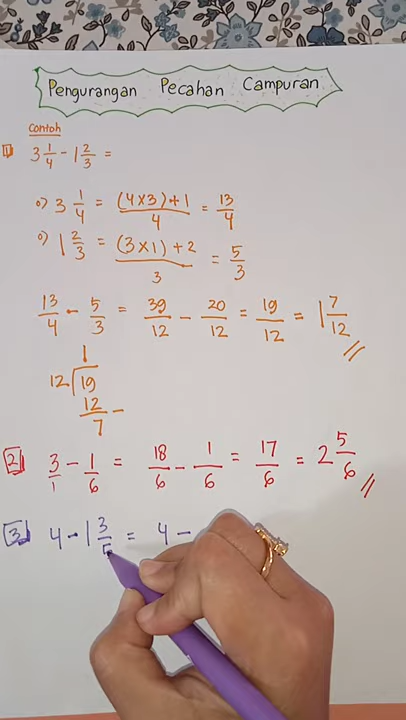 Pengurangan Pecahan Campuran
Contoh
1 3 1/4 - 1 2/3 =
o) 3 1/4 = (4x3)+1/4 = 13/4
o) 1 2/3 = (3x1)+2/3 = 5/3
13/4 - 5/3 = 39/12 - 20/12 = 19/12 = 1 7/12 //
1
12 19
12 -
7
2 3/1 - 1/6 = 18/6 - 1/6 = 17/6 = 2 5/6 //
3 4 - 1 3/5 = 4 -